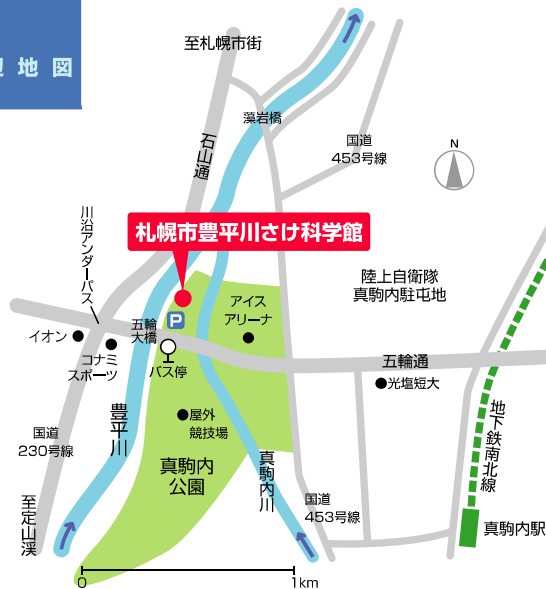 地図
至札幌市街
藻岩橋
国道
453号線
N
石山通
川沿アンダーパス
札幌市豊平川さけ科学館
陸上自衛隊
真駒内駐屯地
アイス
アリーナ
P
五輪
大橋
イオン
コナミ
スポーツ
バス停
五輪通
光塩短大
豊平川
屋外
競技場
地下鉄南北線
国道
230号線
真駒内
公園
真駒内川
至定山渓
国道
453号線
真駒内駅
0
1km